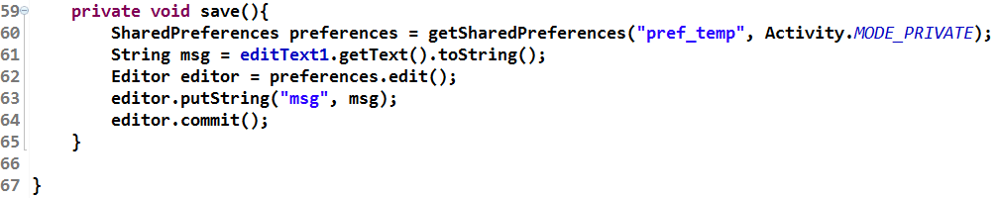 59 private void save(){
60 SharedPreferences preferences = getSharedPreferences("pref_temp", Activity.MODE_PRIVATE);
61 String msg = editText1.getText().toString();
62 Editor editor = preferences.edit();
63 editor.putString("msg", msg);
64 editor.commit();
65 }
66
67 }